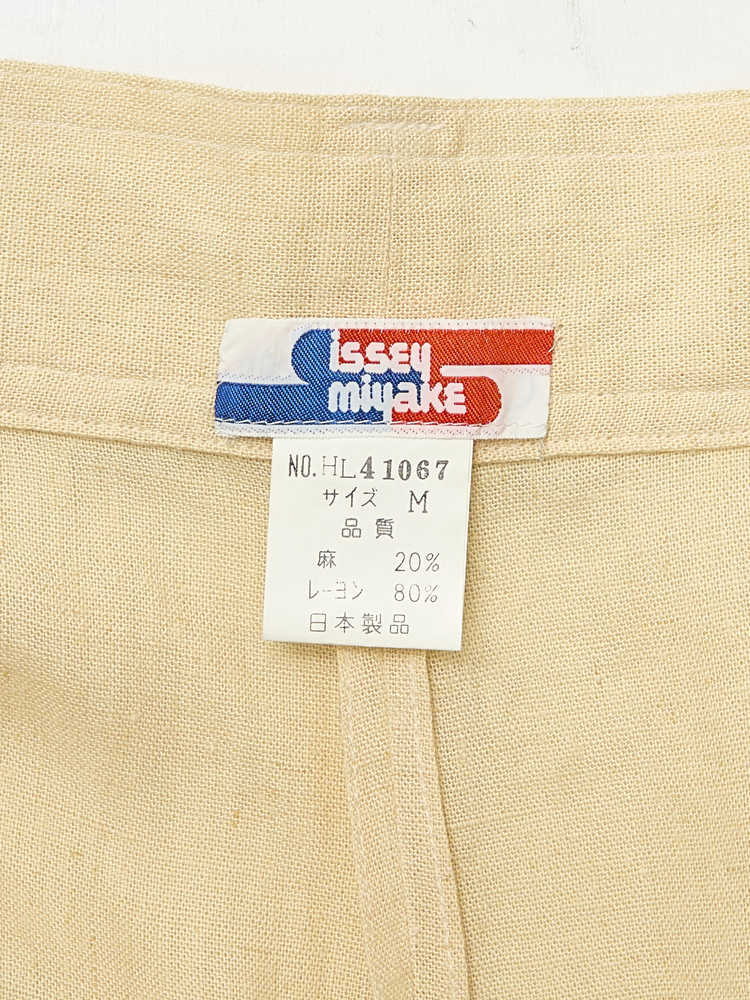 issey
miyake
NO.HL41067
サイズ M
品質
麻 20%
レーヨン 80%
日本製品